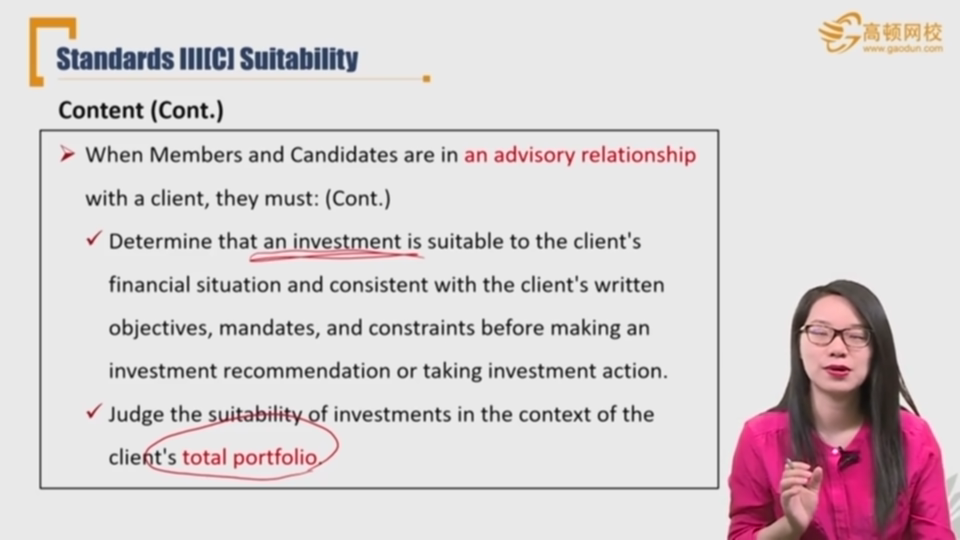 Standards III[C] Suitability
高顿网校
www.gaodun.com
Content (Cont.)
When Members and Candidates are in an advisory relationship
with a client, they must: (Cont.)
Determine that an investment is suitable to the client's
financial situation and consistent with the client's written
objectives, mandates, and constraints before making an
investment recommendation or taking investment action.
Judge the suitability of investments in the context of the
client's total portfolio.